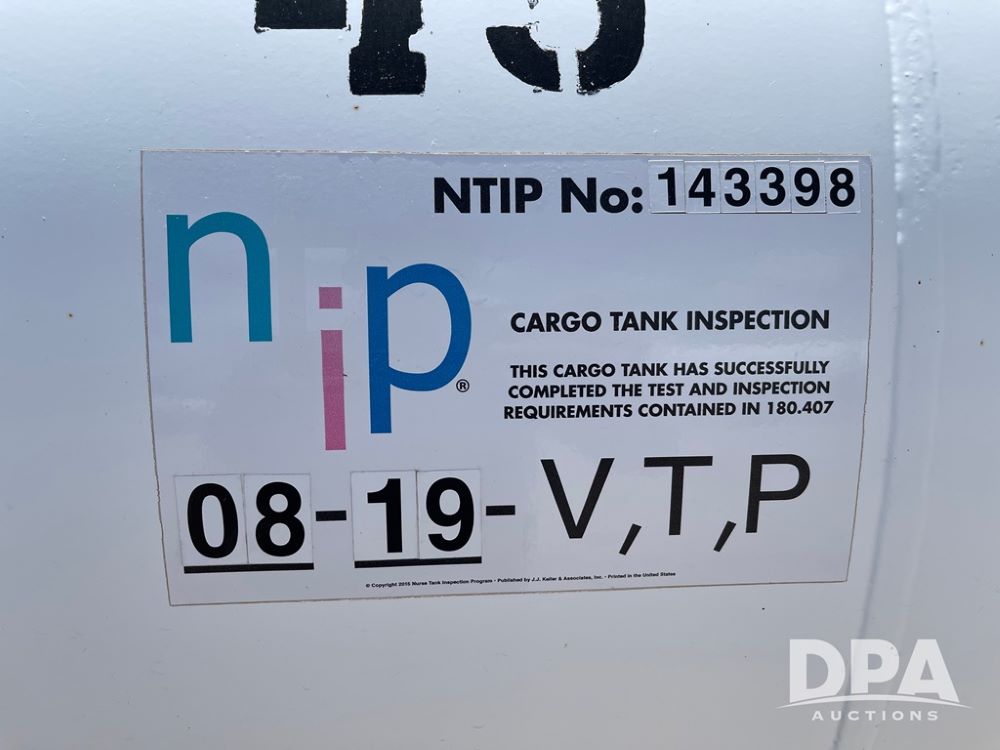 45
NTIP No: 143398
nip®
CARGO TANK INSPECTION
THIS CARGO TANK HAS SUCCESSFULLY
COMPLETED THE TEST AND INSPECTION
REQUIREMENTS CONTAINED IN 180.407
08-19-V,T,P
© Copyright 2015 Nurse Tank Inspection Program • Published by J.J. Keller & Associates, Inc. • Printed in the United States
DPA
AUCTIONS